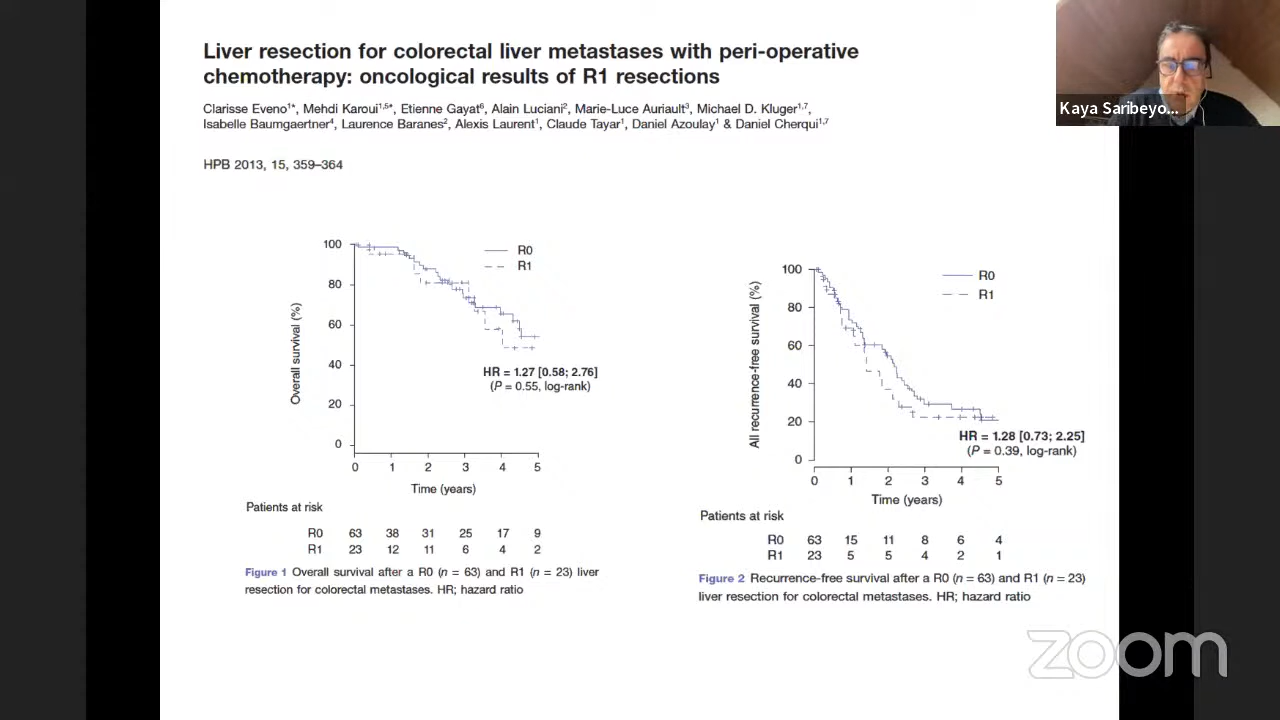 Liver resection for colorectal liver metastases with peri-operative
chemotherapy: oncological results of R1 resections
Clarisse Eveno1*, Mehdi Karoui1,5*, Etienne Gayat6, Alain Luciani2, Marie-Luce Auriault3, Michael D. Kluger1,7,
Isabelle Baumgaertner4, Laurence Baranes2, Alexis Laurent1, Claude Tayar1, Daniel Azoulay1 & Daniel Cherqui1,7
HPB 2013, 15, 359–364
Kaya Saribeyo...
100
80
60
40
20
0
Overall survival (%)
R0
R1
HR = 1.27 [0.58; 2.76]
(P = 0.55, log-rank)
0 1 2 3 4 5
Time (years)
Patients at risk
R0 63 38 31 25 17 9
R1 23 12 11 6 4 2
Figure 1 Overall survival after a R0 (n = 63) and R1 (n = 23) liver
resection for colorectal metastases. HR; hazard ratio
100
80
60
40
20
0
All recurrence-free survival (%)
R0
R1
HR = 1.28 [0.73; 2.25]
(P = 0.39, log-rank)
0 1 2 3 4 5
Time (years)
Patients at risk
R0 63 15 11 8 6 4
R1 23 5 5 4 2 1
Figure 2 Recurrence-free survival after a R0 (n = 63) and R1 (n = 23)
liver resection for colorectal metastases. HR; hazard ratio
zoom